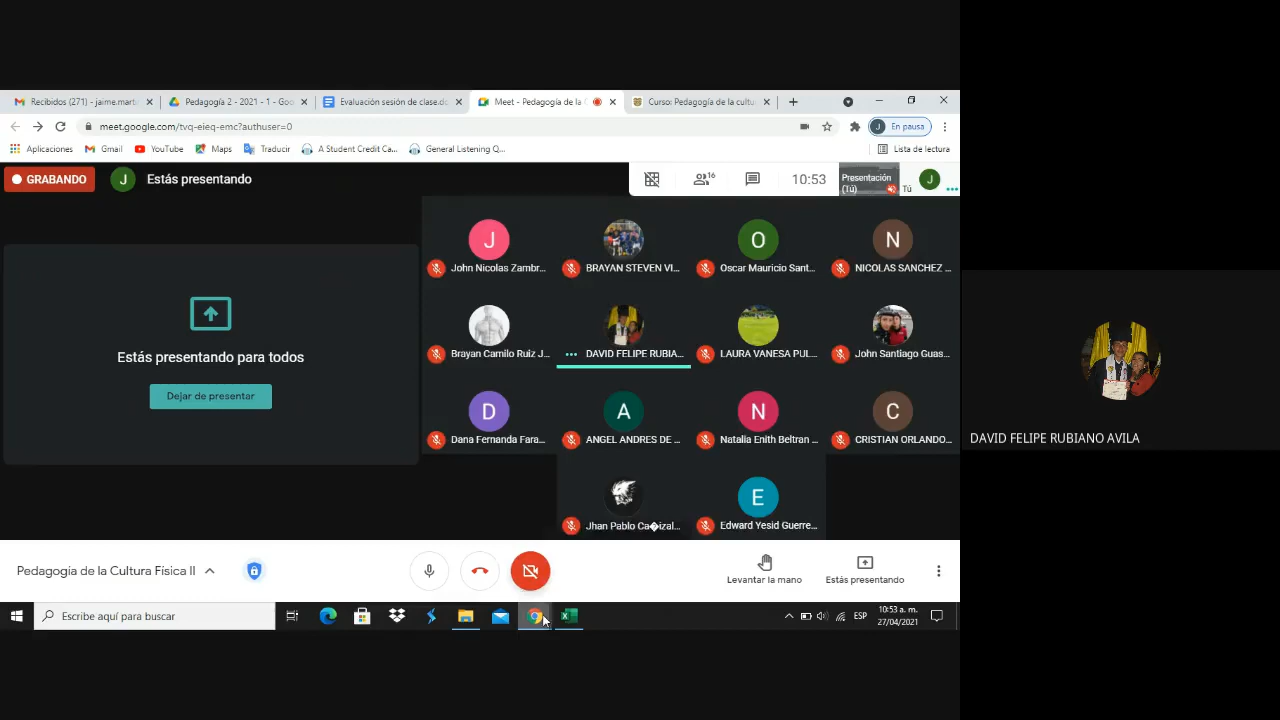 Recibidos (271) - jaime.mart
Pedagogía 2 - 2021 - 1 - Goo
Evaluación sesión de clase.do
Meet - Pedagogía de la C
Curso: Pedagogía de la cultu
meet.google.com/tvq-eieq-emc?authuser=0
J En pausa
Aplicaciones Gmail YouTube Maps Traducir A Student Credit Ca... General Listening Q... Lista de lectura
GRABANDO J Estás presentando
16 10:53 Presentación (Tú) Tú J
J O N
John Nicolas Zambr... BRAYAN STEVEN VI... Oscar Mauricio Sant... NICOLAS SANCHEZ ...
Estás presentando para todos
Dejar de presentar
Brayan Camilo Ruiz J... DAVID FELIPE RUBIA... LAURA VANESA PUL... John Santiago Guas...
D A N C
Dana Fernanda Fara... ANGEL ANDRES DE ... Natalia Enith Beltran ... CRISTIAN ORLANDO...
E
Jhan Pablo Ca�izal... Edward Yesid Guerre...
DAVID FELIPE RUBIANO AVILA
Pedagogía de la Cultura Física II
Levantar la mano Estás presentando
Escribe aquí para buscar
ESP
10:53 a. m.
27/04/2021